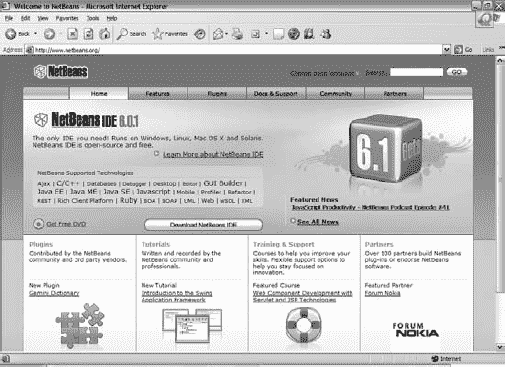 Welcome to NetBeans - Microsoft Internet Explorer
File Edit View Favorites Tools Help
Back Search Favorites
Address http://www.netbeans.org/ Go Links
NetBeans GO
Home Features Plugins Docs & Support Community Partners
NetBeans IDE 6.0.1
The only IDE you need! Runs on Windows, Linux, Mac OS X and Solaris.
NetBeans IDE is open-source and free.
Learn More about NetBeans IDE
6.1
NetBeans Supported Technologies
Ajax | C/C++ | Databases | Debugger | Desktop | Editor | GUI Builder |
Java EE | Java ME | Java SE | Javascript | Mobile | Profiler | Refactor |
REST | Rich Client Platform | Ruby | SOA | SOAP | UML | Web | WSDL | XML
Featured News
JavaScript Productivity - NetBeans Podcast Episode #41
See All News
Get Free DVD
Download NetBeans IDE
Plugins
Contributed by the NetBeans
community and 3rd party vendors.
New Plugin
Gemini Dictionary
Tutorials
Written and recorded by the
NetBeans community and
professionals.
New Tutorial
Introduction to the Swing
Application Framework
Training & Support
Courses to help you improve your
skills. Flexible support options to
help you stay focused on
innovation.
Featured Course
Web Component Development with
Servlet and JSP Technologies
Partners
Over 100 partners build NetBeans
plugins or endorse NetBeans
software.
Featured Partner
Forum Nokia
FORUM
NOKIA
Internet